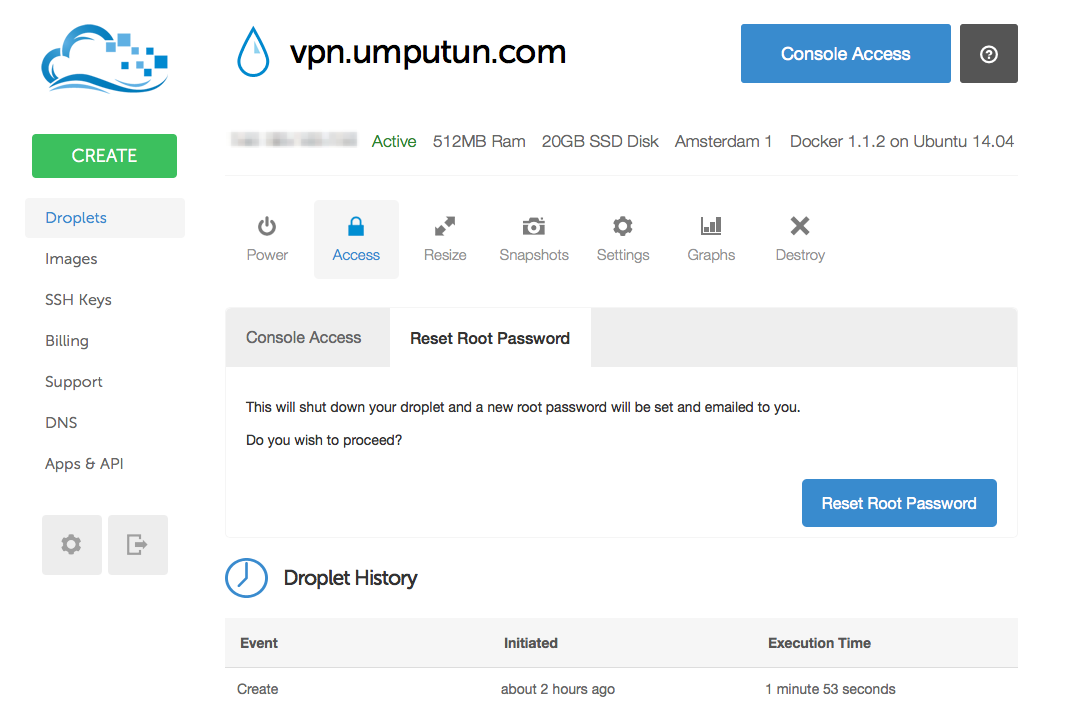 vpn.umputun.com
Console Access
CREATE
Active 512MB Ram 20GB SSD Disk Amsterdam 1 Docker 1.1.2 on Ubuntu 14.04
Droplets
Images
SSH Keys
Billing
Support
DNS
Apps & API
Power Access Resize Snapshots Settings Graphs Destroy
Console Access Reset Root Password
This will shut down your droplet and a new root password will be set and emailed to you.
Do you wish to proceed?
Reset Root Password
Droplet History
Event Initiated Execution Time
Create about 2 hours ago 1 minute 53 seconds